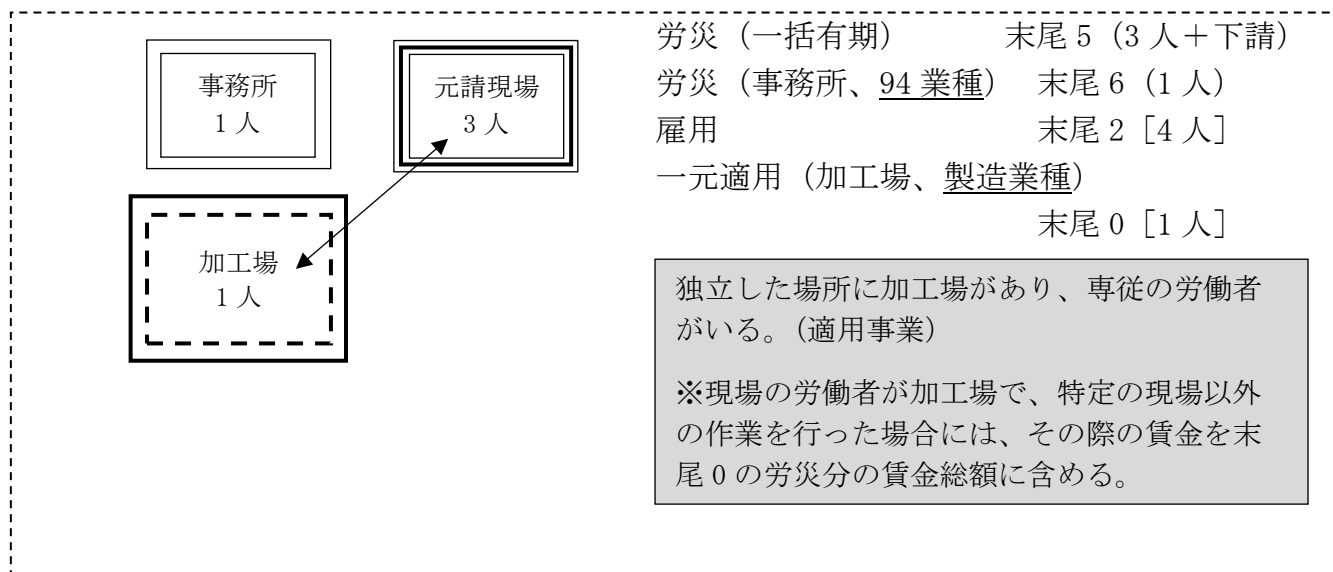 事務所
1人
元請現場
3人
加工場
1人
労災（一括有期）　末尾5（3人＋下請）
労災（事務所、94業種）　末尾6（1人）
雇用　末尾2［4人］
一元適用（加工場、製造業種）
末尾0［1人］
独立した場所に加工場があり、専従の労働者
がいる。（適用事業）
※現場の労働者が加工場で、特定の現場以外
の作業を行った場合には、その際の賃金を末
尾0の労災分の賃金総額に含める。